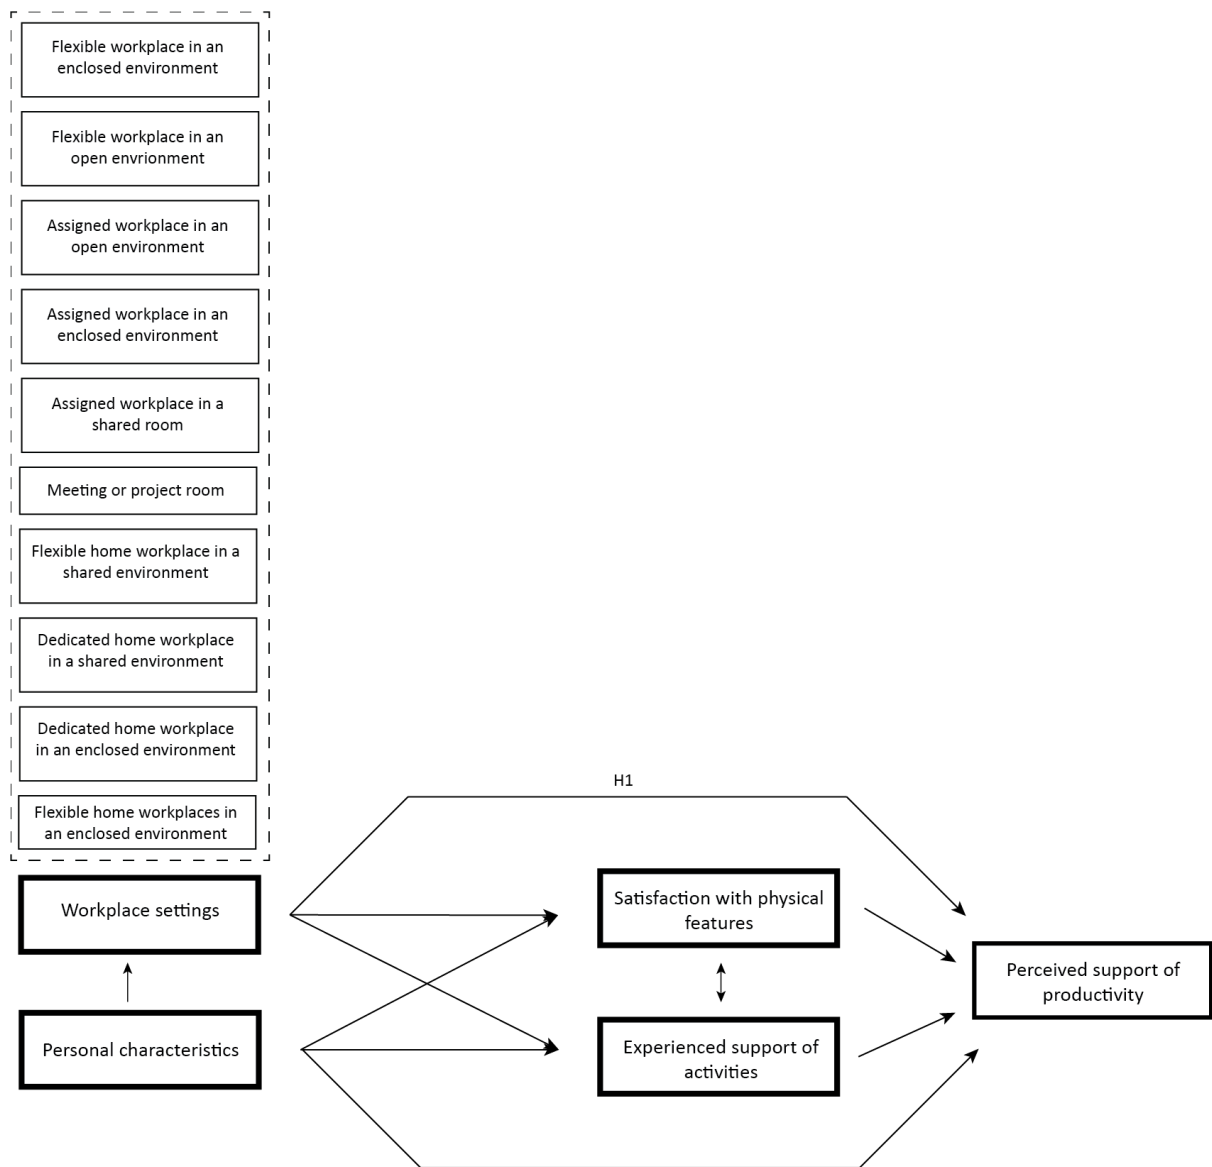 Flexible workplace in an
enclosed environment
Flexible workplace in an
open envrionment
Assigned workplace in an
open environment
Assigned workplace in an
enclosed environment
Assigned workplace in a
shared room
Meeting or project room
Flexible home workplace in a
shared environment
Dedicated home workplace
in a shared environment
Dedicated home workplace
in an enclosed environment
Flexible home workplaces in
an enclosed environment
H1
Workplace settings
Satisfaction with physical
features
Perceived support of
productivity
Personal characteristics
Experienced support of
activities